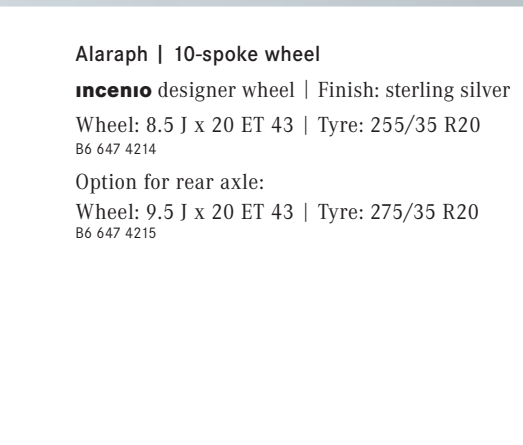 Alaraph | 10-spoke wheel
ıncenıo designer wheel | Finish: sterling silver
Wheel: 8.5 J x 20 ET 43 | Tyre: 255/35 R20
B6 647 4214
Option for rear axle:
Wheel: 9.5 J x 20 ET 43 | Tyre: 275/35 R20
B6 647 4215